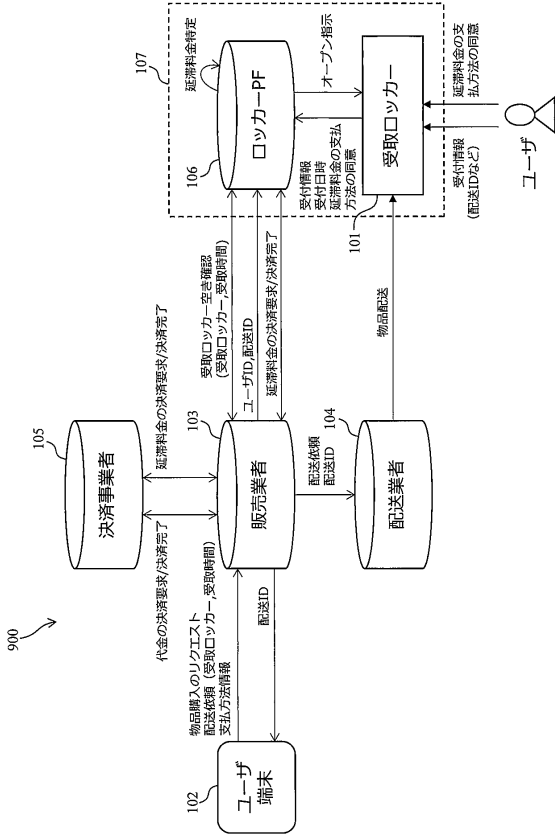 900
107
延滞料金特定
106
ロッカーPF
オープン指示
受付情報
受付日時
延滞料金の支払
方法の同意
101
受取ロッカー
延滞料金の支
払方法の同意
受付情報
(配送IDなど)
ユーザ
受取ロッカー空き確認
(受取ロッカー,受取時間)
ユーザID,配送ID
延滞料金の決済要求/決済完了
物品配送
105
決済事業者
延滞料金の決済要求/決済完了
代金の決済要求/決済完了
103
販売業者
配送依頼
配送ID
104
配送業者
物品購入のリクエスト
配送依頼(受取ロッカー,受取時間)
支払方法情報
配送ID
102
ユーザ
端末